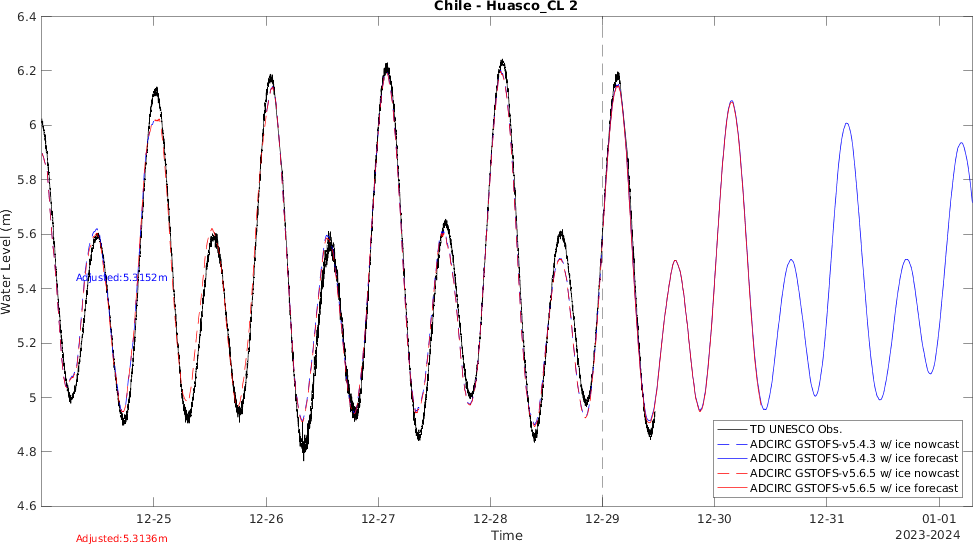 Chile - Huasco_CL 2
6.4
6.2
6
5.8
5.6
5.4
5.2
5
4.8
4.6
Water Level (m)
Adjusted:5.3152m
TD UNESCO Obs.
ADCIRC GSTOFS-v5.4.3 w/ ice nowcast
ADCIRC GSTOFS-v5.4.3 w/ ice forecast
ADCIRC GSTOFS-v5.6.5 w/ ice nowcast
ADCIRC GSTOFS-v5.6.5 w/ ice forecast
12-25 12-26 12-27 12-28 12-29 12-30 12-31 01-01
Time
2023-2024
Adjusted:5.3136m